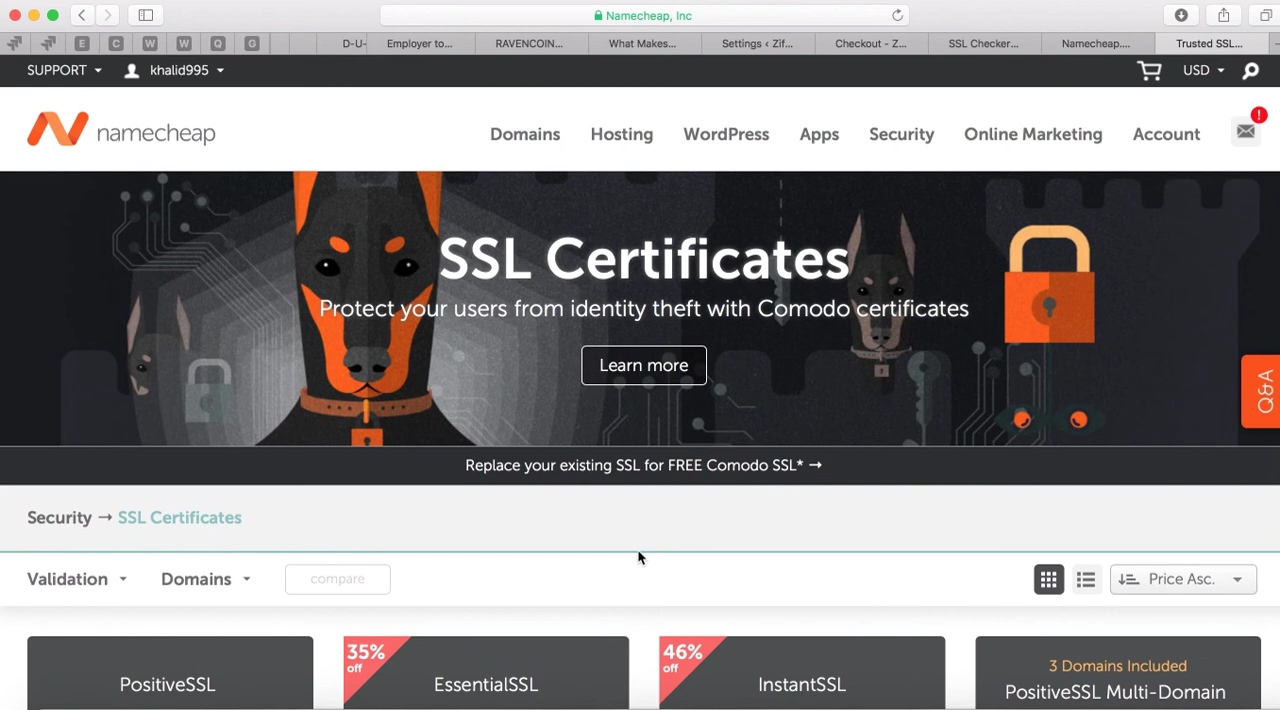 Namecheap, Inc
E C W W Q G D-U- Employer to... RAVENCOIN... What Makes... Settings ‹ Zif... Checkout - Z... SSL Checker... Namecheap.... Trusted SSL...
SUPPORT khalid995 USD
namecheap Domains Hosting WordPress Apps Security Online Marketing Account !
SSL Certificates
Protect your users from identity theft with Comodo certificates
Learn more
Q&A
Replace your existing SSL for FREE Comodo SSL* →
Security → SSL Certificates
Validation Domains compare Price Asc.
35% off
46% off
3 Domains Included
PositiveSSL EssentialSSL InstantSSL PositiveSSL Multi-Domain